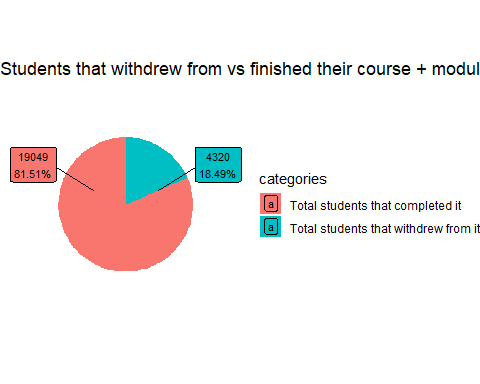 Students that withdrew from vs finished their course + modul
19049
81.51%
4320
18.49%
categories
a Total students that completed it
a Total students that withdrew from it